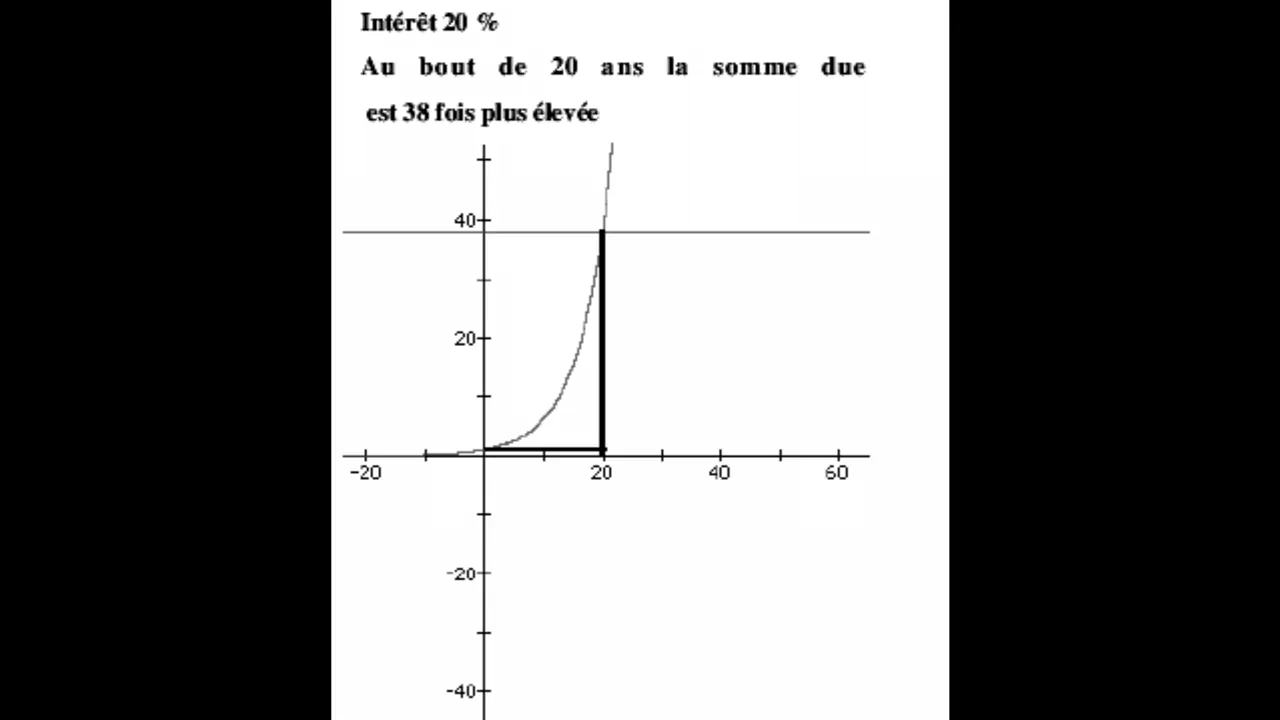 Intérêt 20 %
Au bout de 20 ans la somme due
est 38 fois plus élevée
40
20
-20 20 40 60
-20
-40